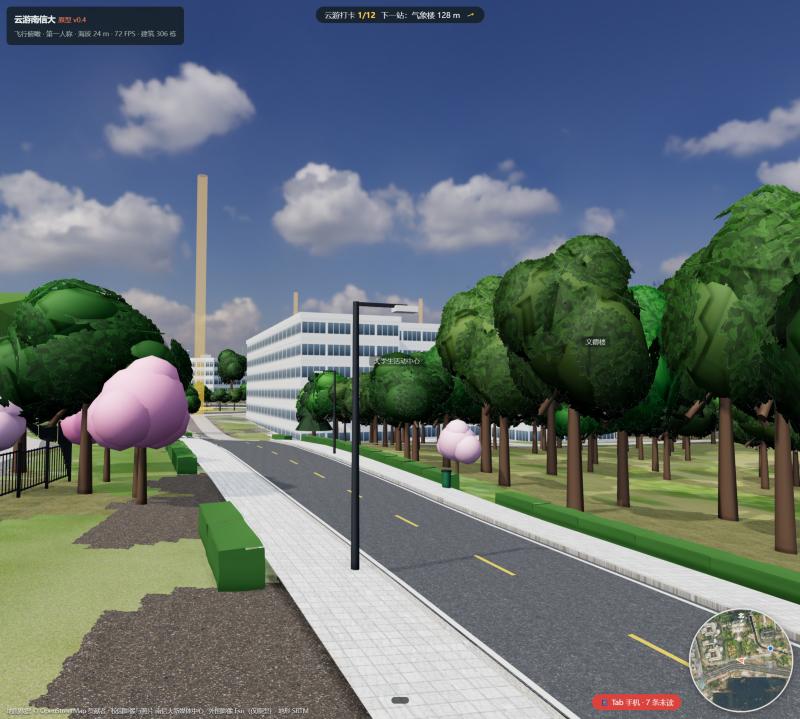 云游南信大 原型 v0.4
飞行俯瞰 · 第一人称 · 海拔 24 m · 72 FPS · 建筑 306 栋
云游打卡 1/12 下一站：气象楼 128 m
大学生活动中心
文德楼
Tab 手机 · 7 条未读